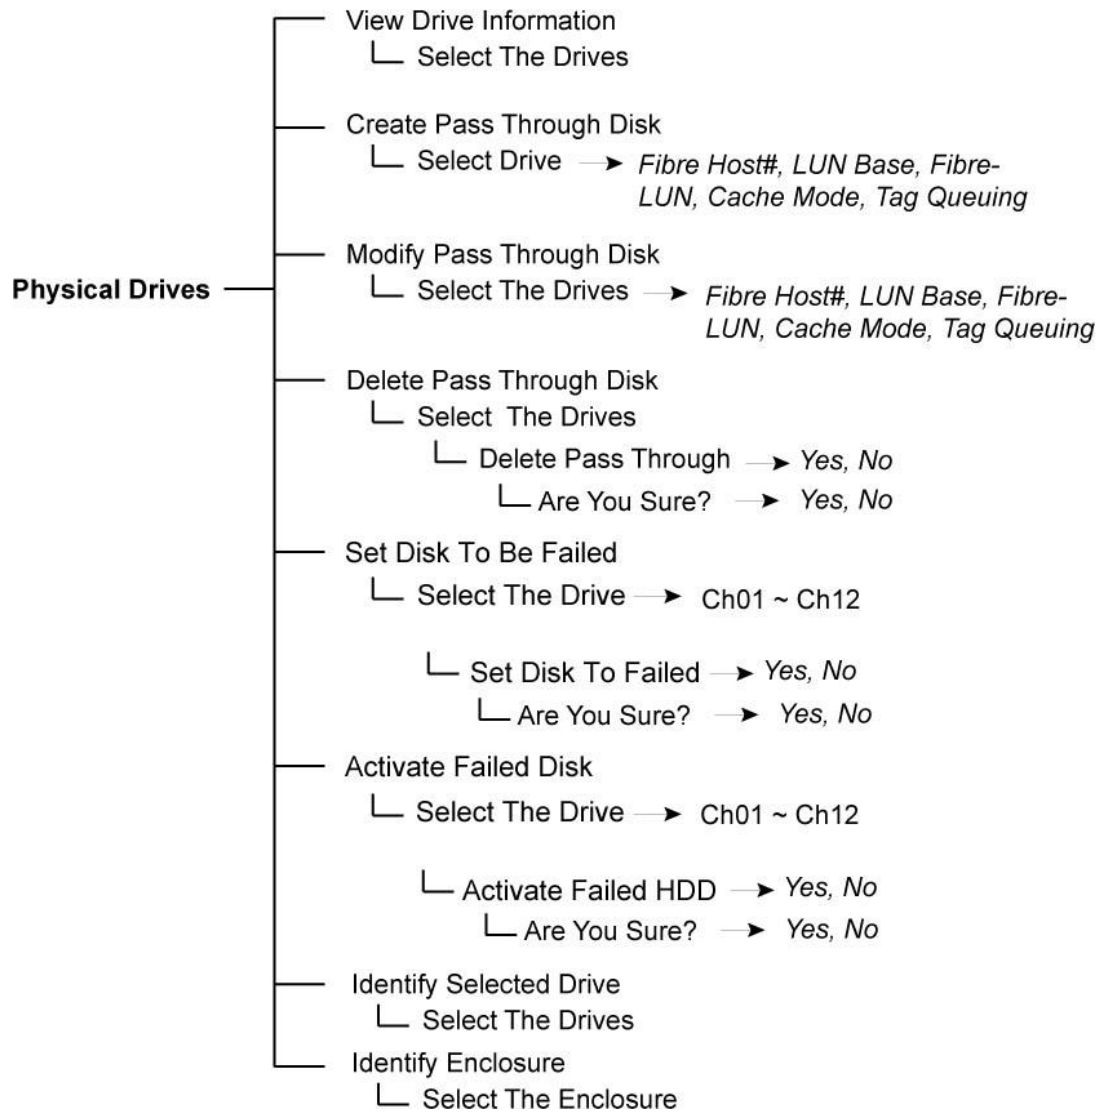 View Drive Information
Select The Drives
Create Pass Through Disk
Select Drive Fibre Host#, LUN Base, Fibre-
LUN, Cache Mode, Tag Queuing
Modify Pass Through Disk
Physical Drives
Select The Drives Fibre Host#, LUN Base, Fibre-
LUN, Cache Mode, Tag Queuing
Delete Pass Through Disk
Select The Drives
Delete Pass Through Yes, No
Are You Sure? Yes, No
Set Disk To Be Failed
Select The Drive Ch01 ~ Ch12
Set Disk To Failed Yes, No
Are You Sure? Yes, No
Activate Failed Disk
Select The Drive Ch01 ~ Ch12
Activate Failed HDD Yes, No
Are You Sure? Yes, No
Identify Selected Drive
Select The Drives
Identify Enclosure
Select The Enclosure